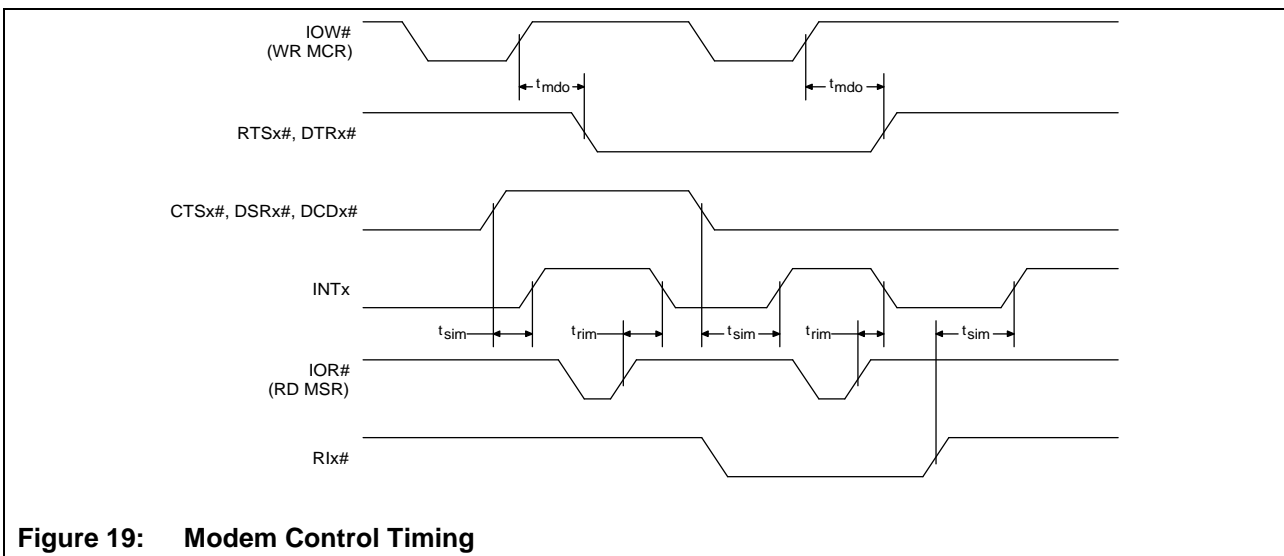 IOW#
(WR MCR)
tmdo tmdo
RTSx#, DTRx#
CTSx#, DSRx#, DCDx#
INTx
tsim trim tsim trim tsim
IOR#
(RD MSR)
RIx#
Figure 19: Modem Control Timing